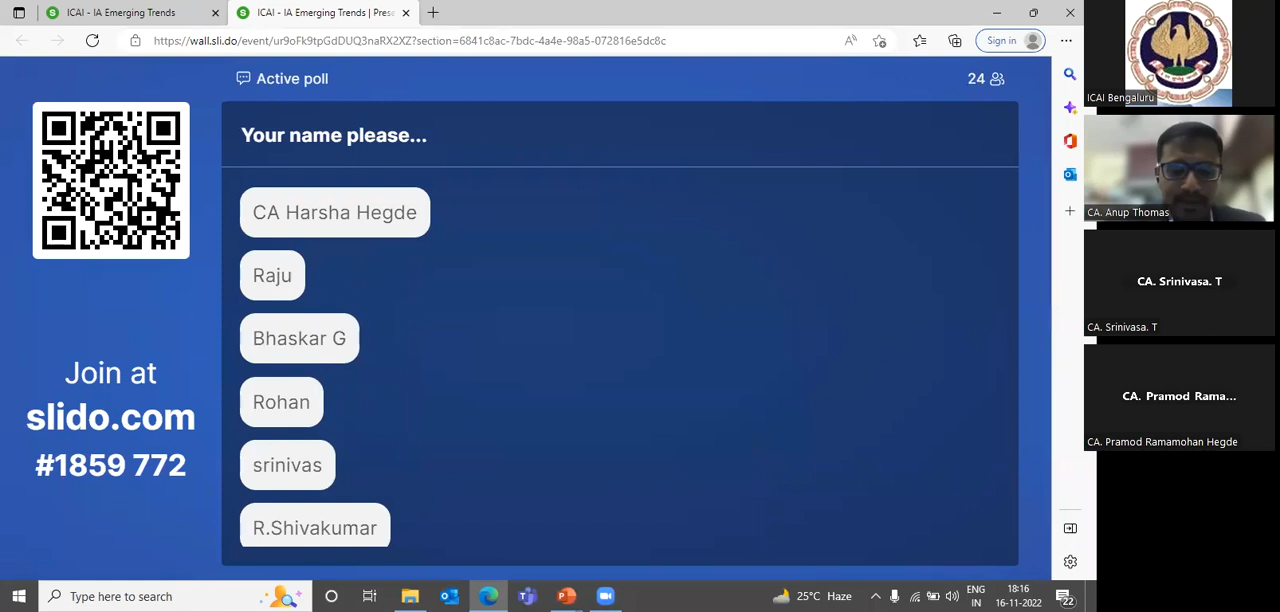 ICAI - IA Emerging Trends
ICAI - IA Emerging Trends | Prese
https://wall.sli.do/event/ur9oFk9tpGdDUQ3naRX2XZ?section=6841c8ac-7bdc-4a4e-98a5-072816e5dc8c
Sign in
Active poll
24
Your name please...
CA Harsha Hegde
Raju
Bhaskar G
Rohan
srinivas
R.Shivakumar
Join at
slido.com
#1859 772
ICAI Bengaluru
CA. Anup Thomas
CA. Srinivasa. T
CA. Srinivasa. T
CA. Pramod Rama...
CA. Pramod Ramamohan Hegde
Type here to search
25°C Haze
ENG
IN
18:16
16-11-2022
22